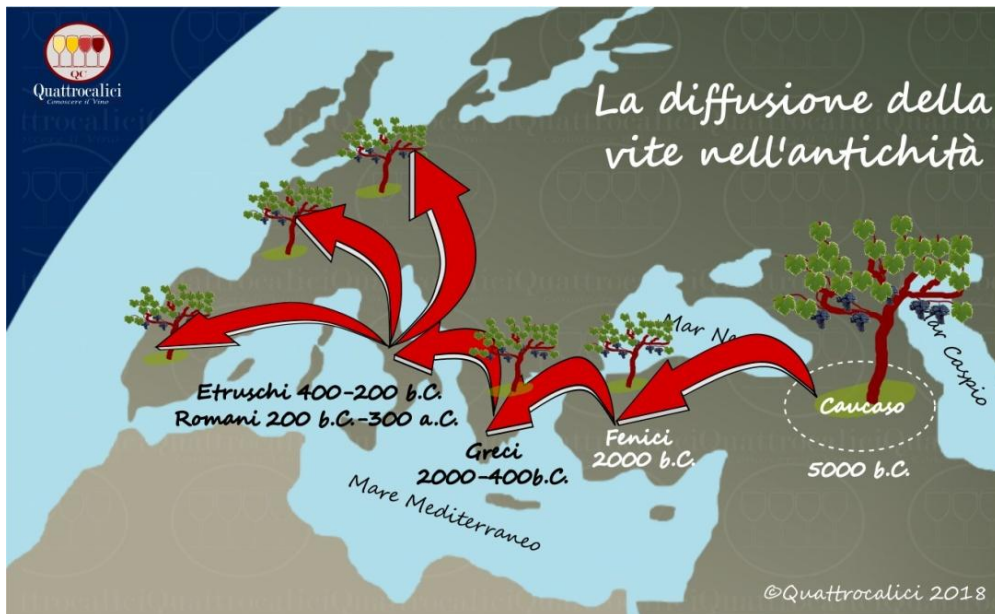 QC
Quattrocalici
Conoscere il Vino
La diffusione della
vite nell'antichità
Mar
Mar Caspio
Caucaso
5000 b.C.
Fenici
2000 b.C.
Greci
2000-400b.C.
Etruschi 400-200 b.C.
Romani 200 b.C.-300 a.C.
Mare Mediterraneo
©Quattrocalici 2018